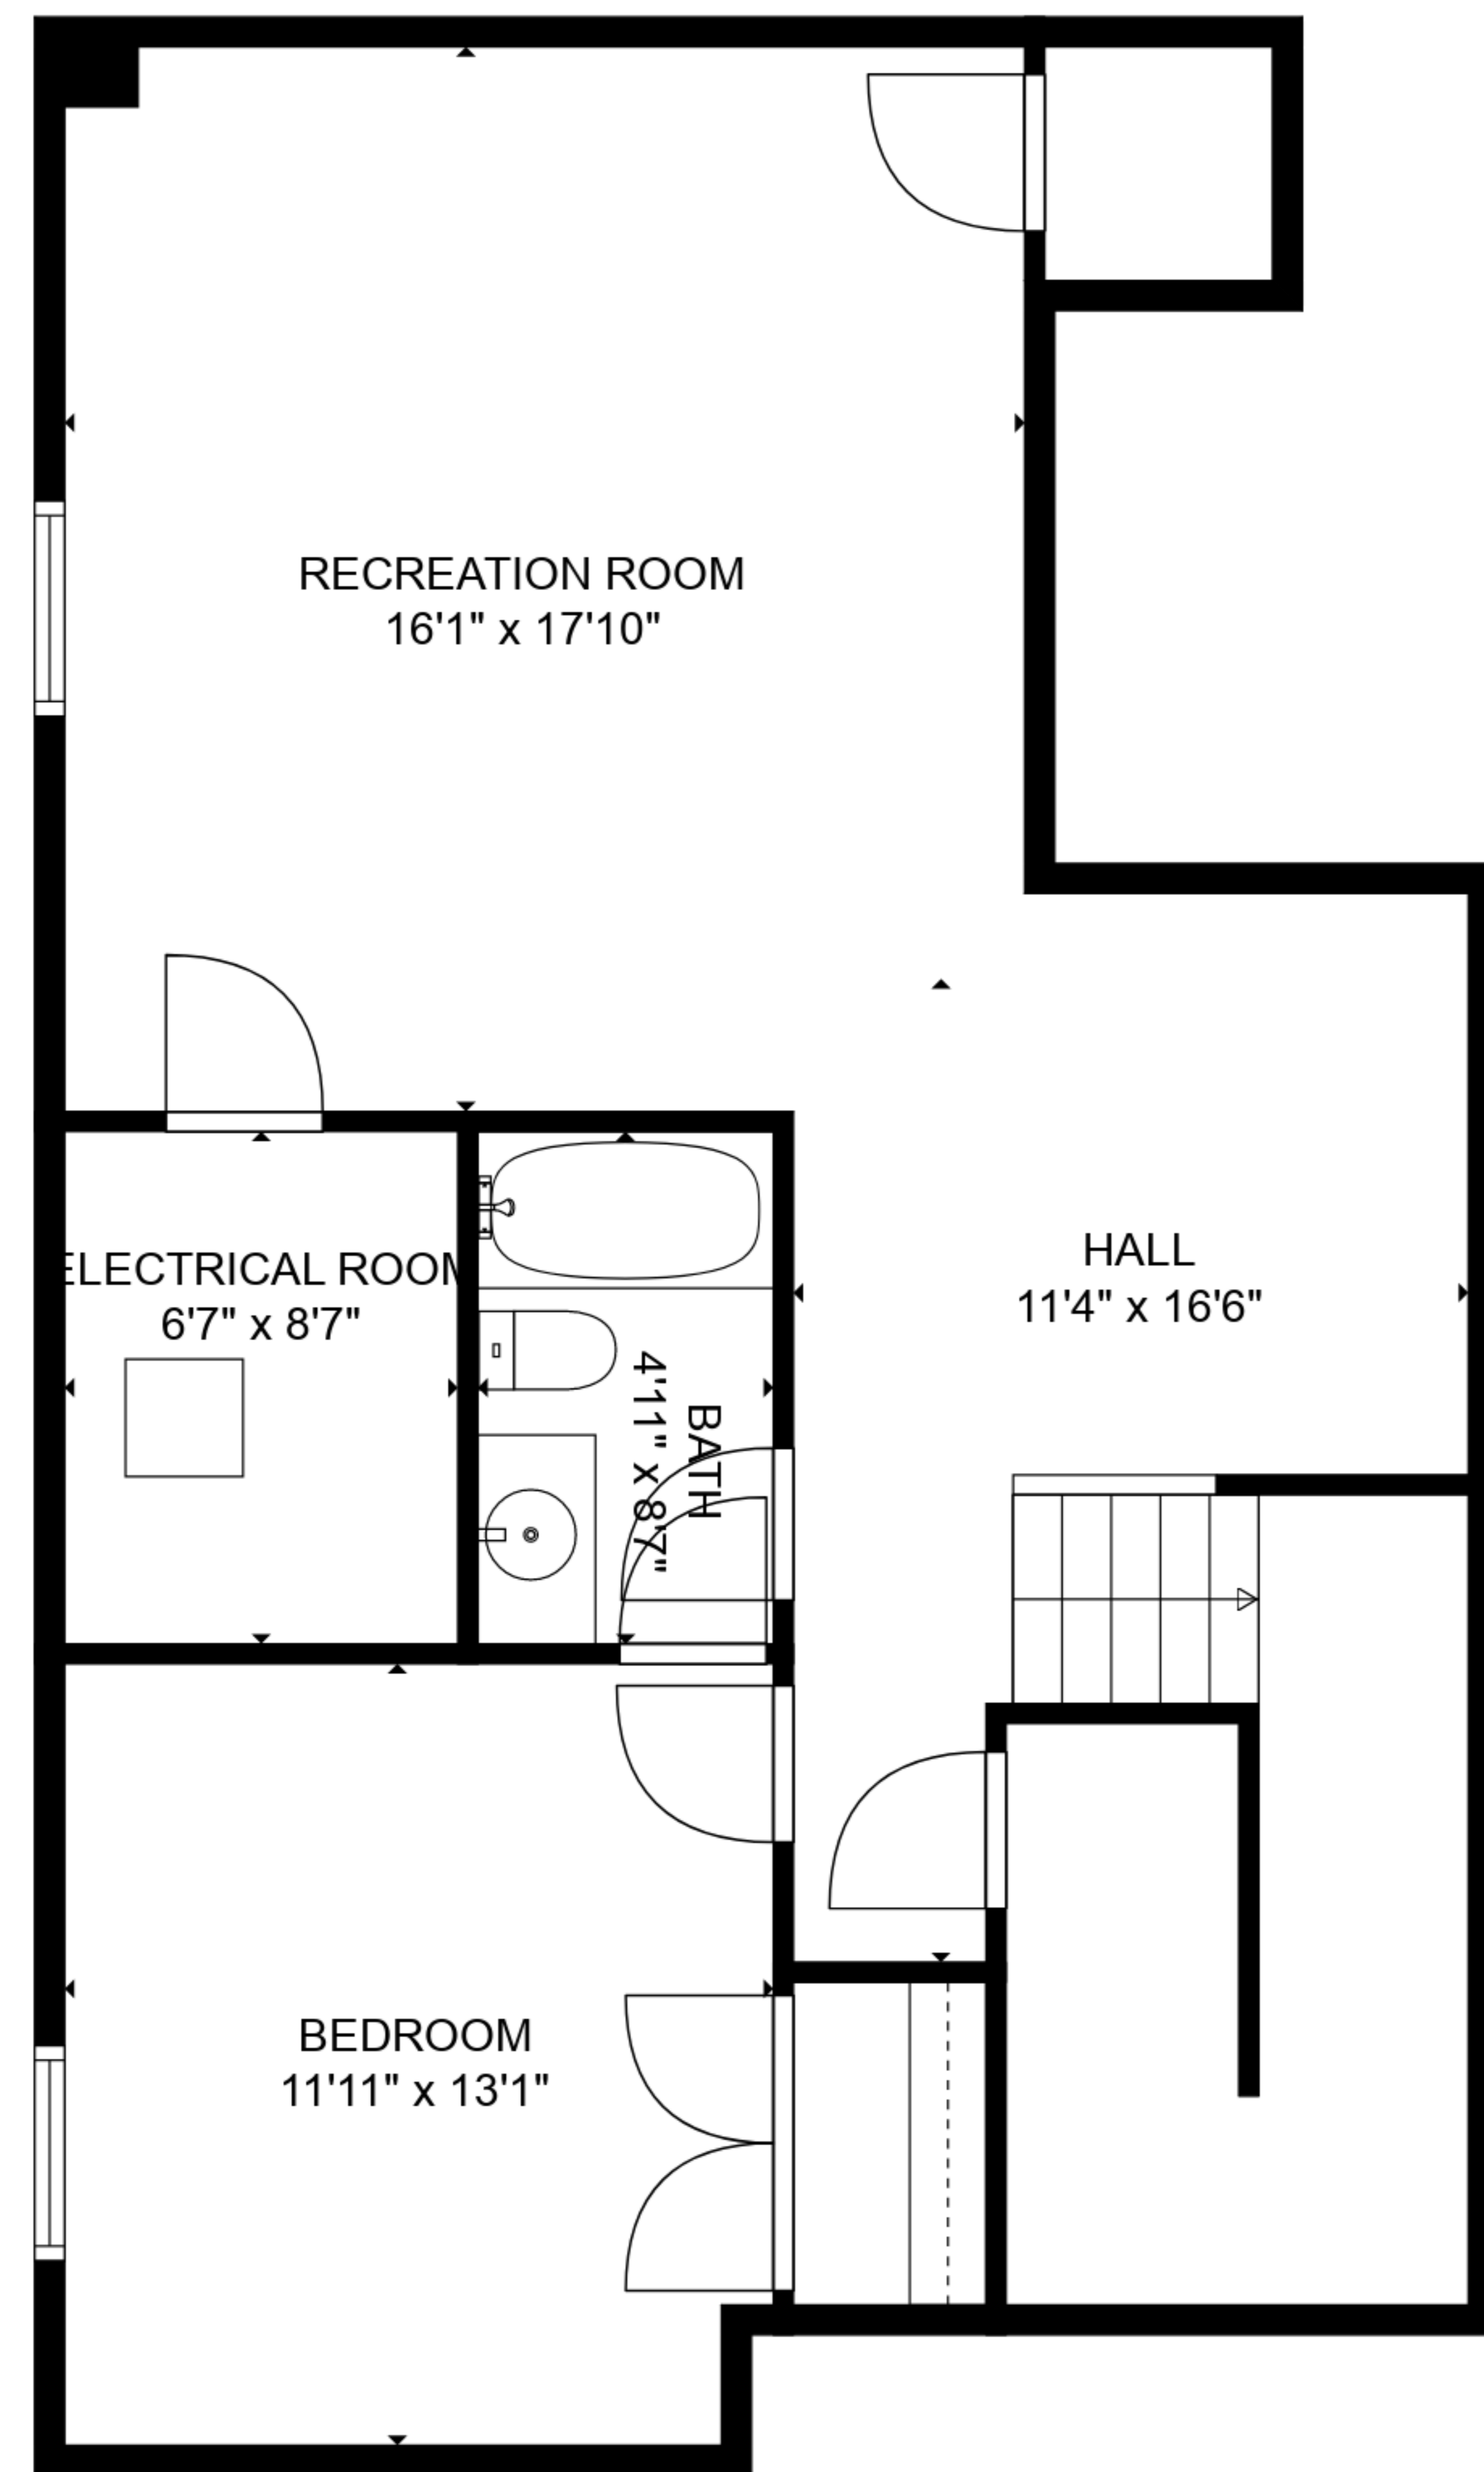 RECREATION ROOM
16'1" x 17'10"
ELECTRICAL ROOM
6'7" x 8'7"
HALL
11'4" x 16'6"
BATH
4'11" x 8'7"
BEDROOM
11'11" x 13'1"